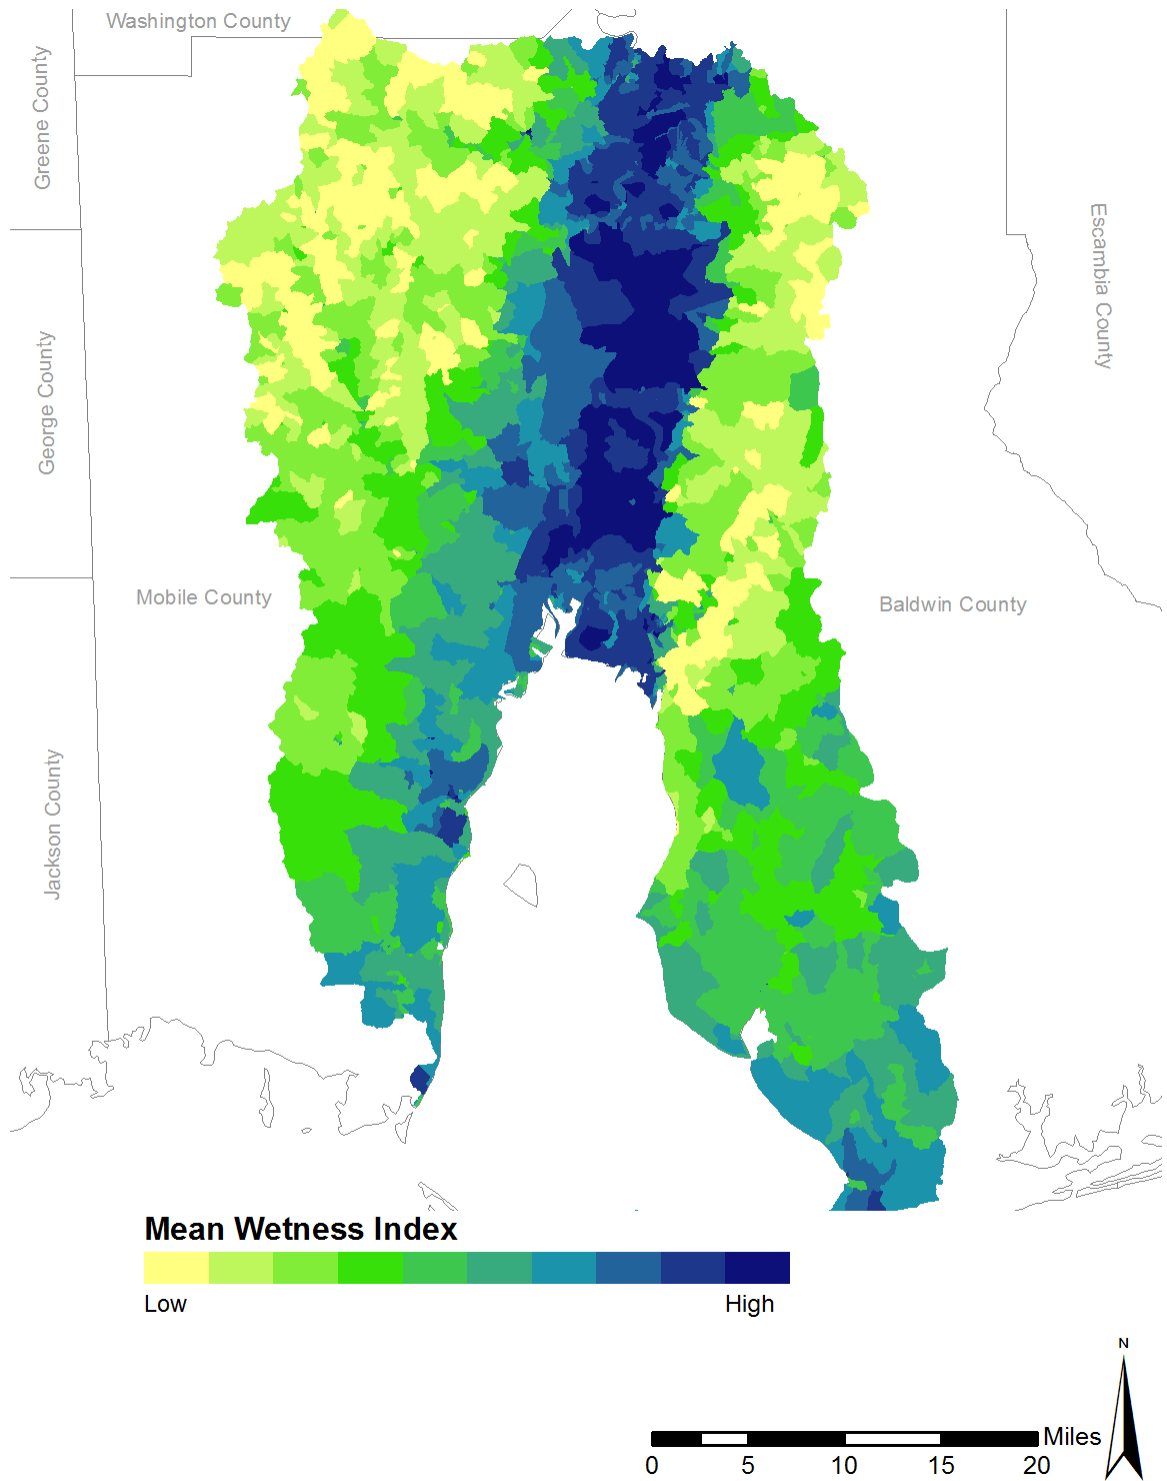 Washington County
Greene County
Escambia County
George County
Mobile County
Baldwin County
Jackson County
Mean Wetness Index
Low
High
N
Miles
0
5
10
15
20